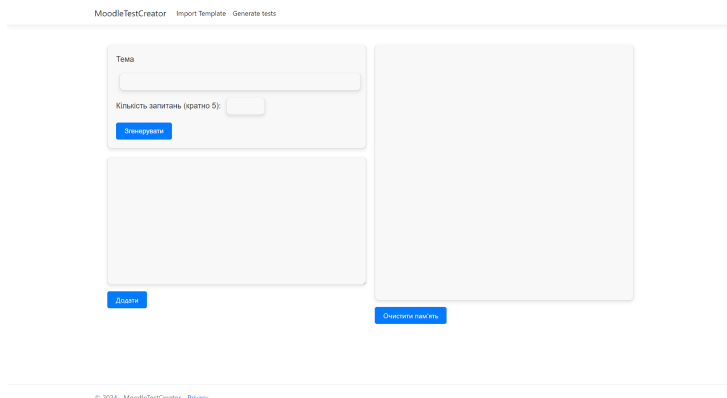 MoodleTestCreator Import Template Generate tests
Тема
Кількість запитань (кратно 5):
Згенерувати
Додати
Очистити пам'ять
© 2024 - MoodleTestCreator - Privacy